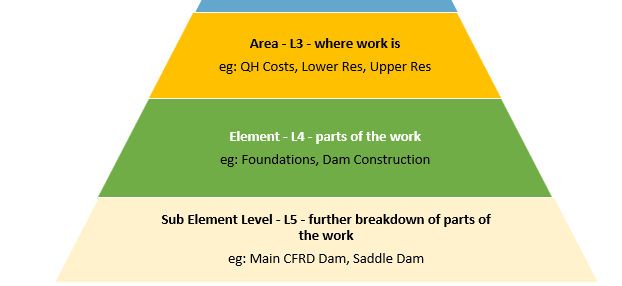 Area - L3 - where work is
eg: QH Costs, Lower Res, Upper Res
Element - L4 - parts of the work
eg: Foundations, Dam Construction
Sub Element Level - L5 - further breakdown of parts of
the work
eg: Main CFRD Dam, Saddle Dam